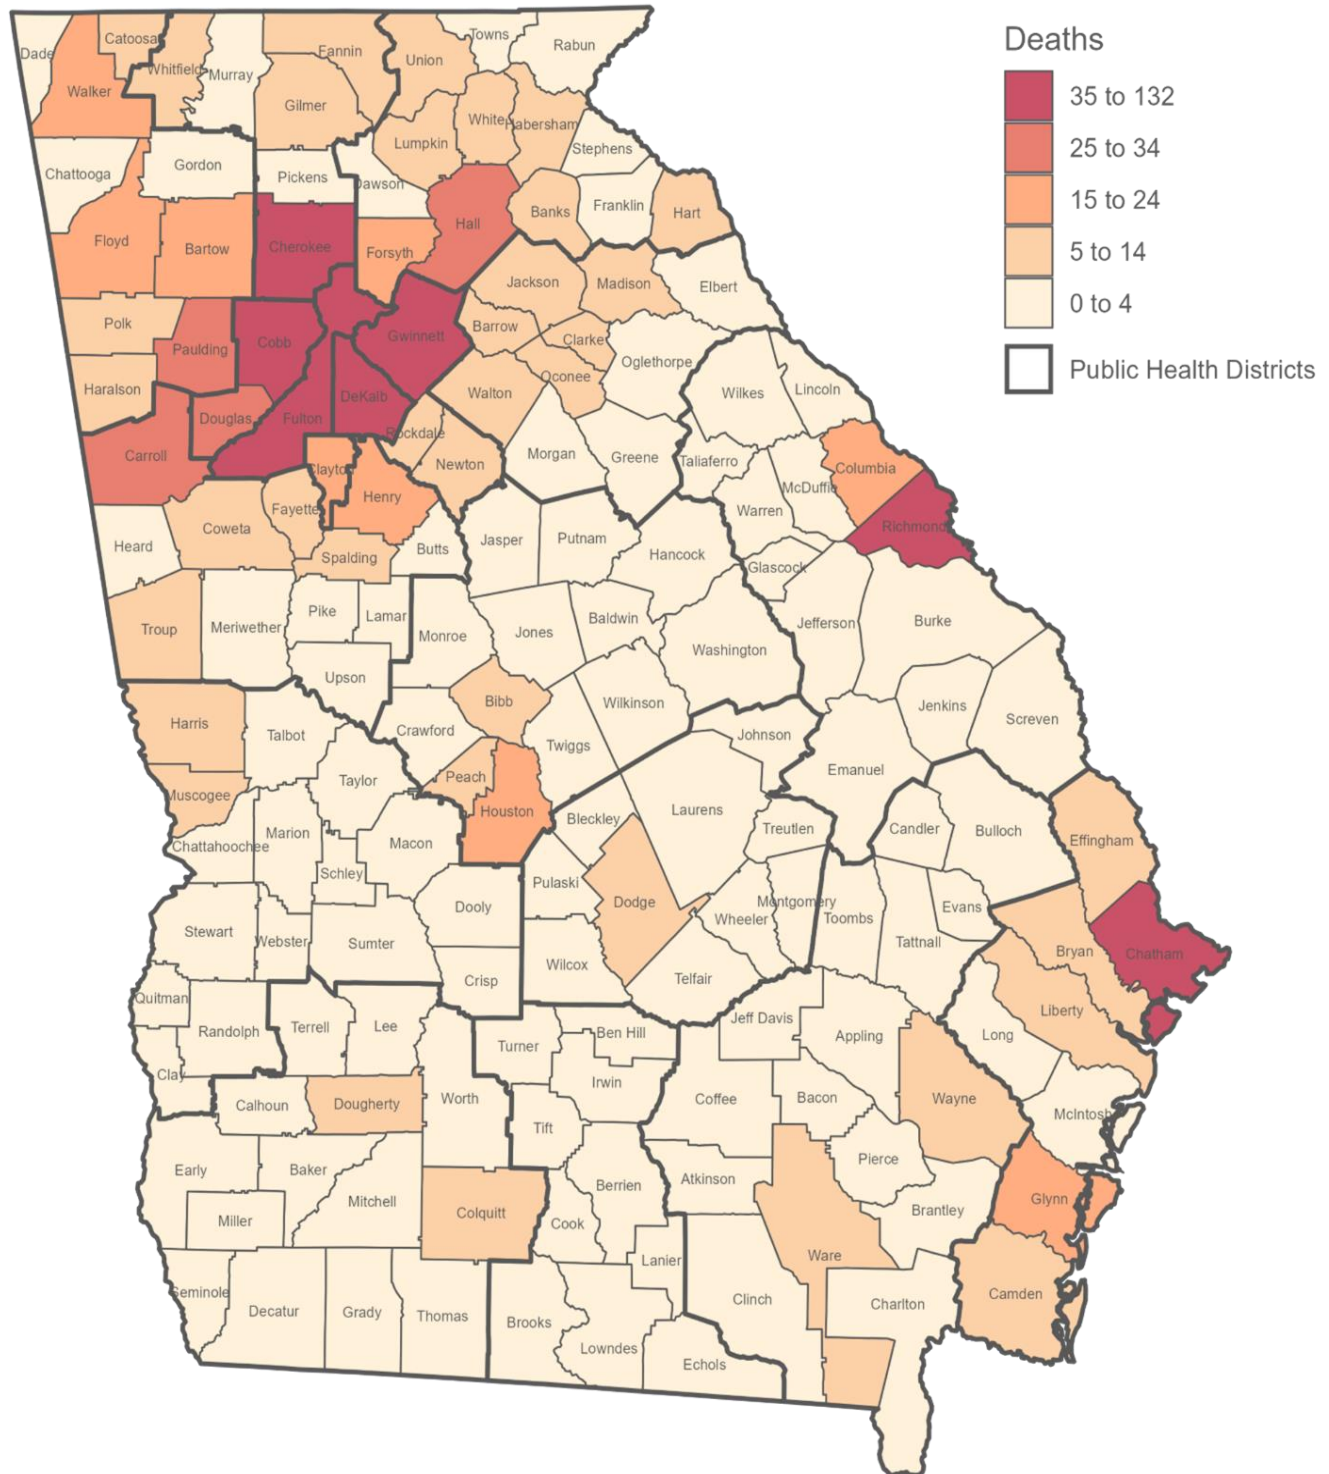 Deaths
35 to 132
25 to 34
15 to 24
5 to 14
0 to 4
Public Health Districts
Dade
Catoosa
Walker
Whitfield
Murray
Fannin
Gilmer
Union
Towns
Rabun
White
Habersham
Lumpkin
Stephens
Chattooga
Gordon
Pickens
Dawson
Hall
Banks
Franklin
Hart
Floyd
Bartow
Cherokee
Forsyth
Jackson
Madison
Elbert
Polk
Paulding
Cobb
Gwinnett
Barrow
Clarke
Oconee
Oglethorpe
Haralson
Douglas
Fulton
DeKalb
Walton
Wilkes
Lincoln
Carroll
Clayton
Rockdale
Newton
Henry
Morgan
Greene
Taliaferro
McDuffie
Columbia
Richmond
Warren
Heard
Coweta
Fayette
Spalding
Butts
Jasper
Putnam
Hancock
Glascock
Troup
Meriwether
Pike
Lamar
Monroe
Jones
Baldwin
Washington
Jefferson
Burke
Upson
Bibb
Wilkinson
Jenkins
Screven
Harris
Talbot
Crawford
Twiggs
Johnson
Emanuel
Muscogee
Taylor
Peach
Houston
Bleckley
Laurens
Treutlen
Candler
Bulloch
Effingham
Chattahoochee
Marion
Macon
Schley
Pulaski
Dodge
Wheeler
Montgomery
Toombs
Evans
Tattnall
Bryan
Chatham
Stewart
Webster
Sumter
Dooly
Crisp
Wilcox
Telfair
Liberty
Quitman
Randolph
Terrell
Lee
Turner
Ben Hill
Jeff Davis
Appling
Long
Clay
Calhoun
Dougherty
Worth
Irwin
Coffee
Bacon
Wayne
McIntosh
Tift
Early
Baker
Mitchell
Miller
Colquitt
Berrien
Cook
Atkinson
Pierce
Brantley
Glynn
Lanier
Ware
Seminole
Decatur
Grady
Thomas
Brooks
Lowndes
Echols
Clinch
Charlton
Camden